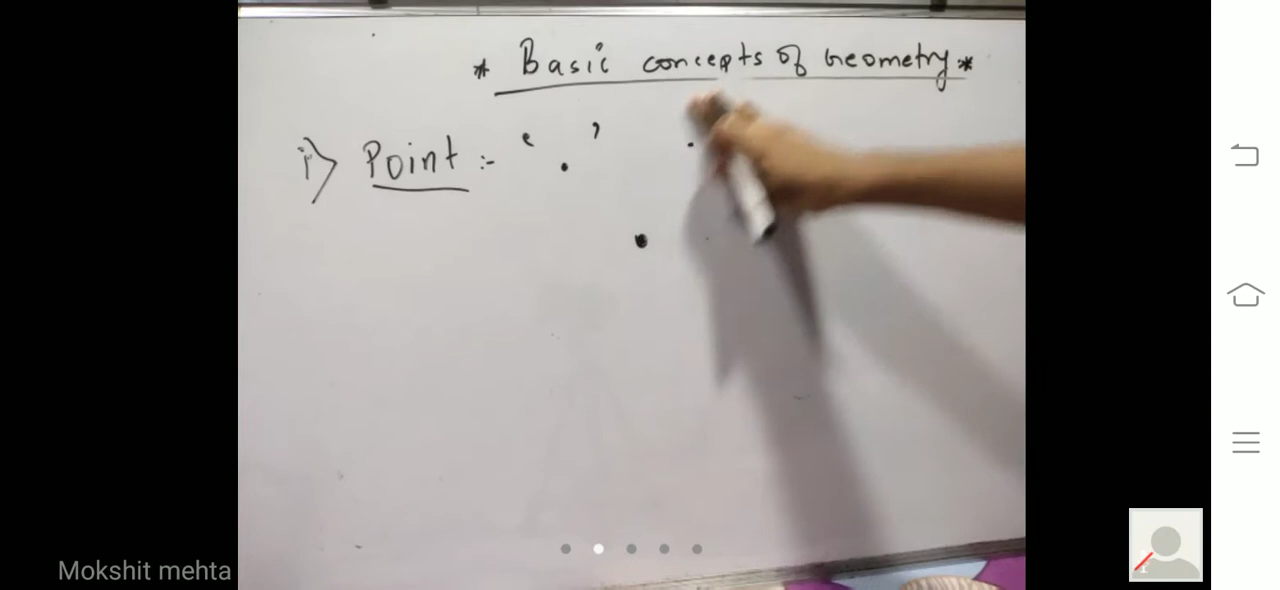 * Basic concepts of Geometry *
i) Point :- ‘ . ’
Mokshit mehta